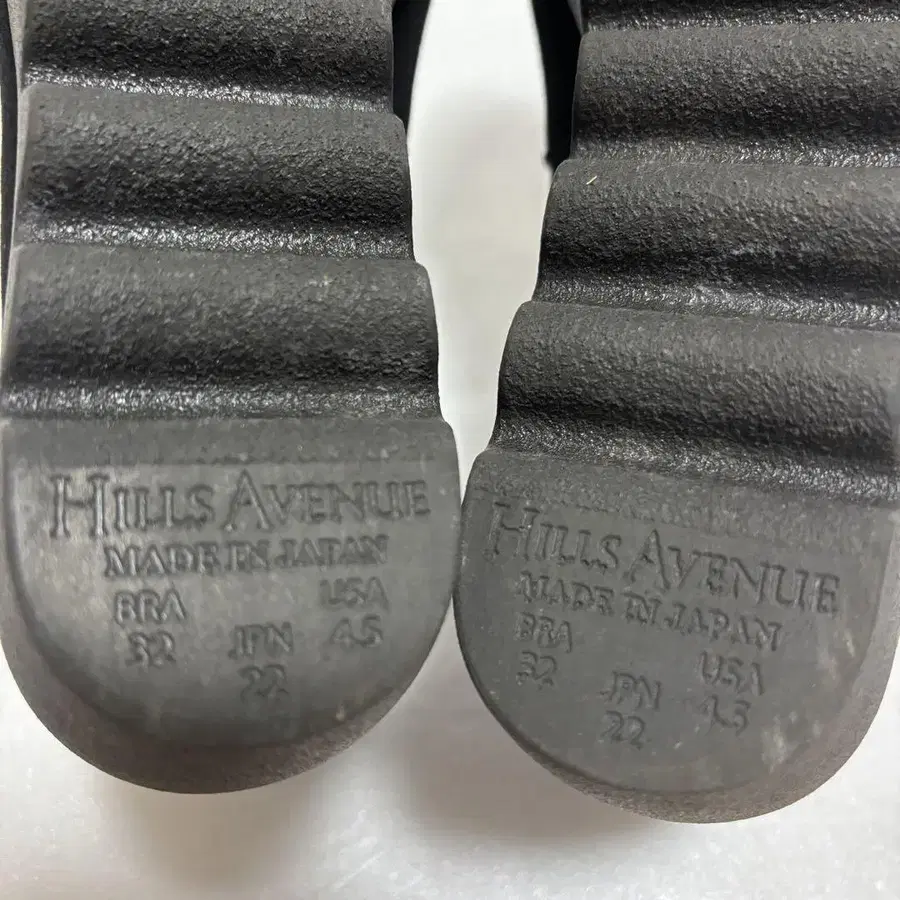 HILLS AVENUE
MADE IN JAPAN
BRA USA
32 JPN 4.5
22
HILLS AVENUE
MADE IN JAPAN
BRA USA
32 JPN 4.5
22